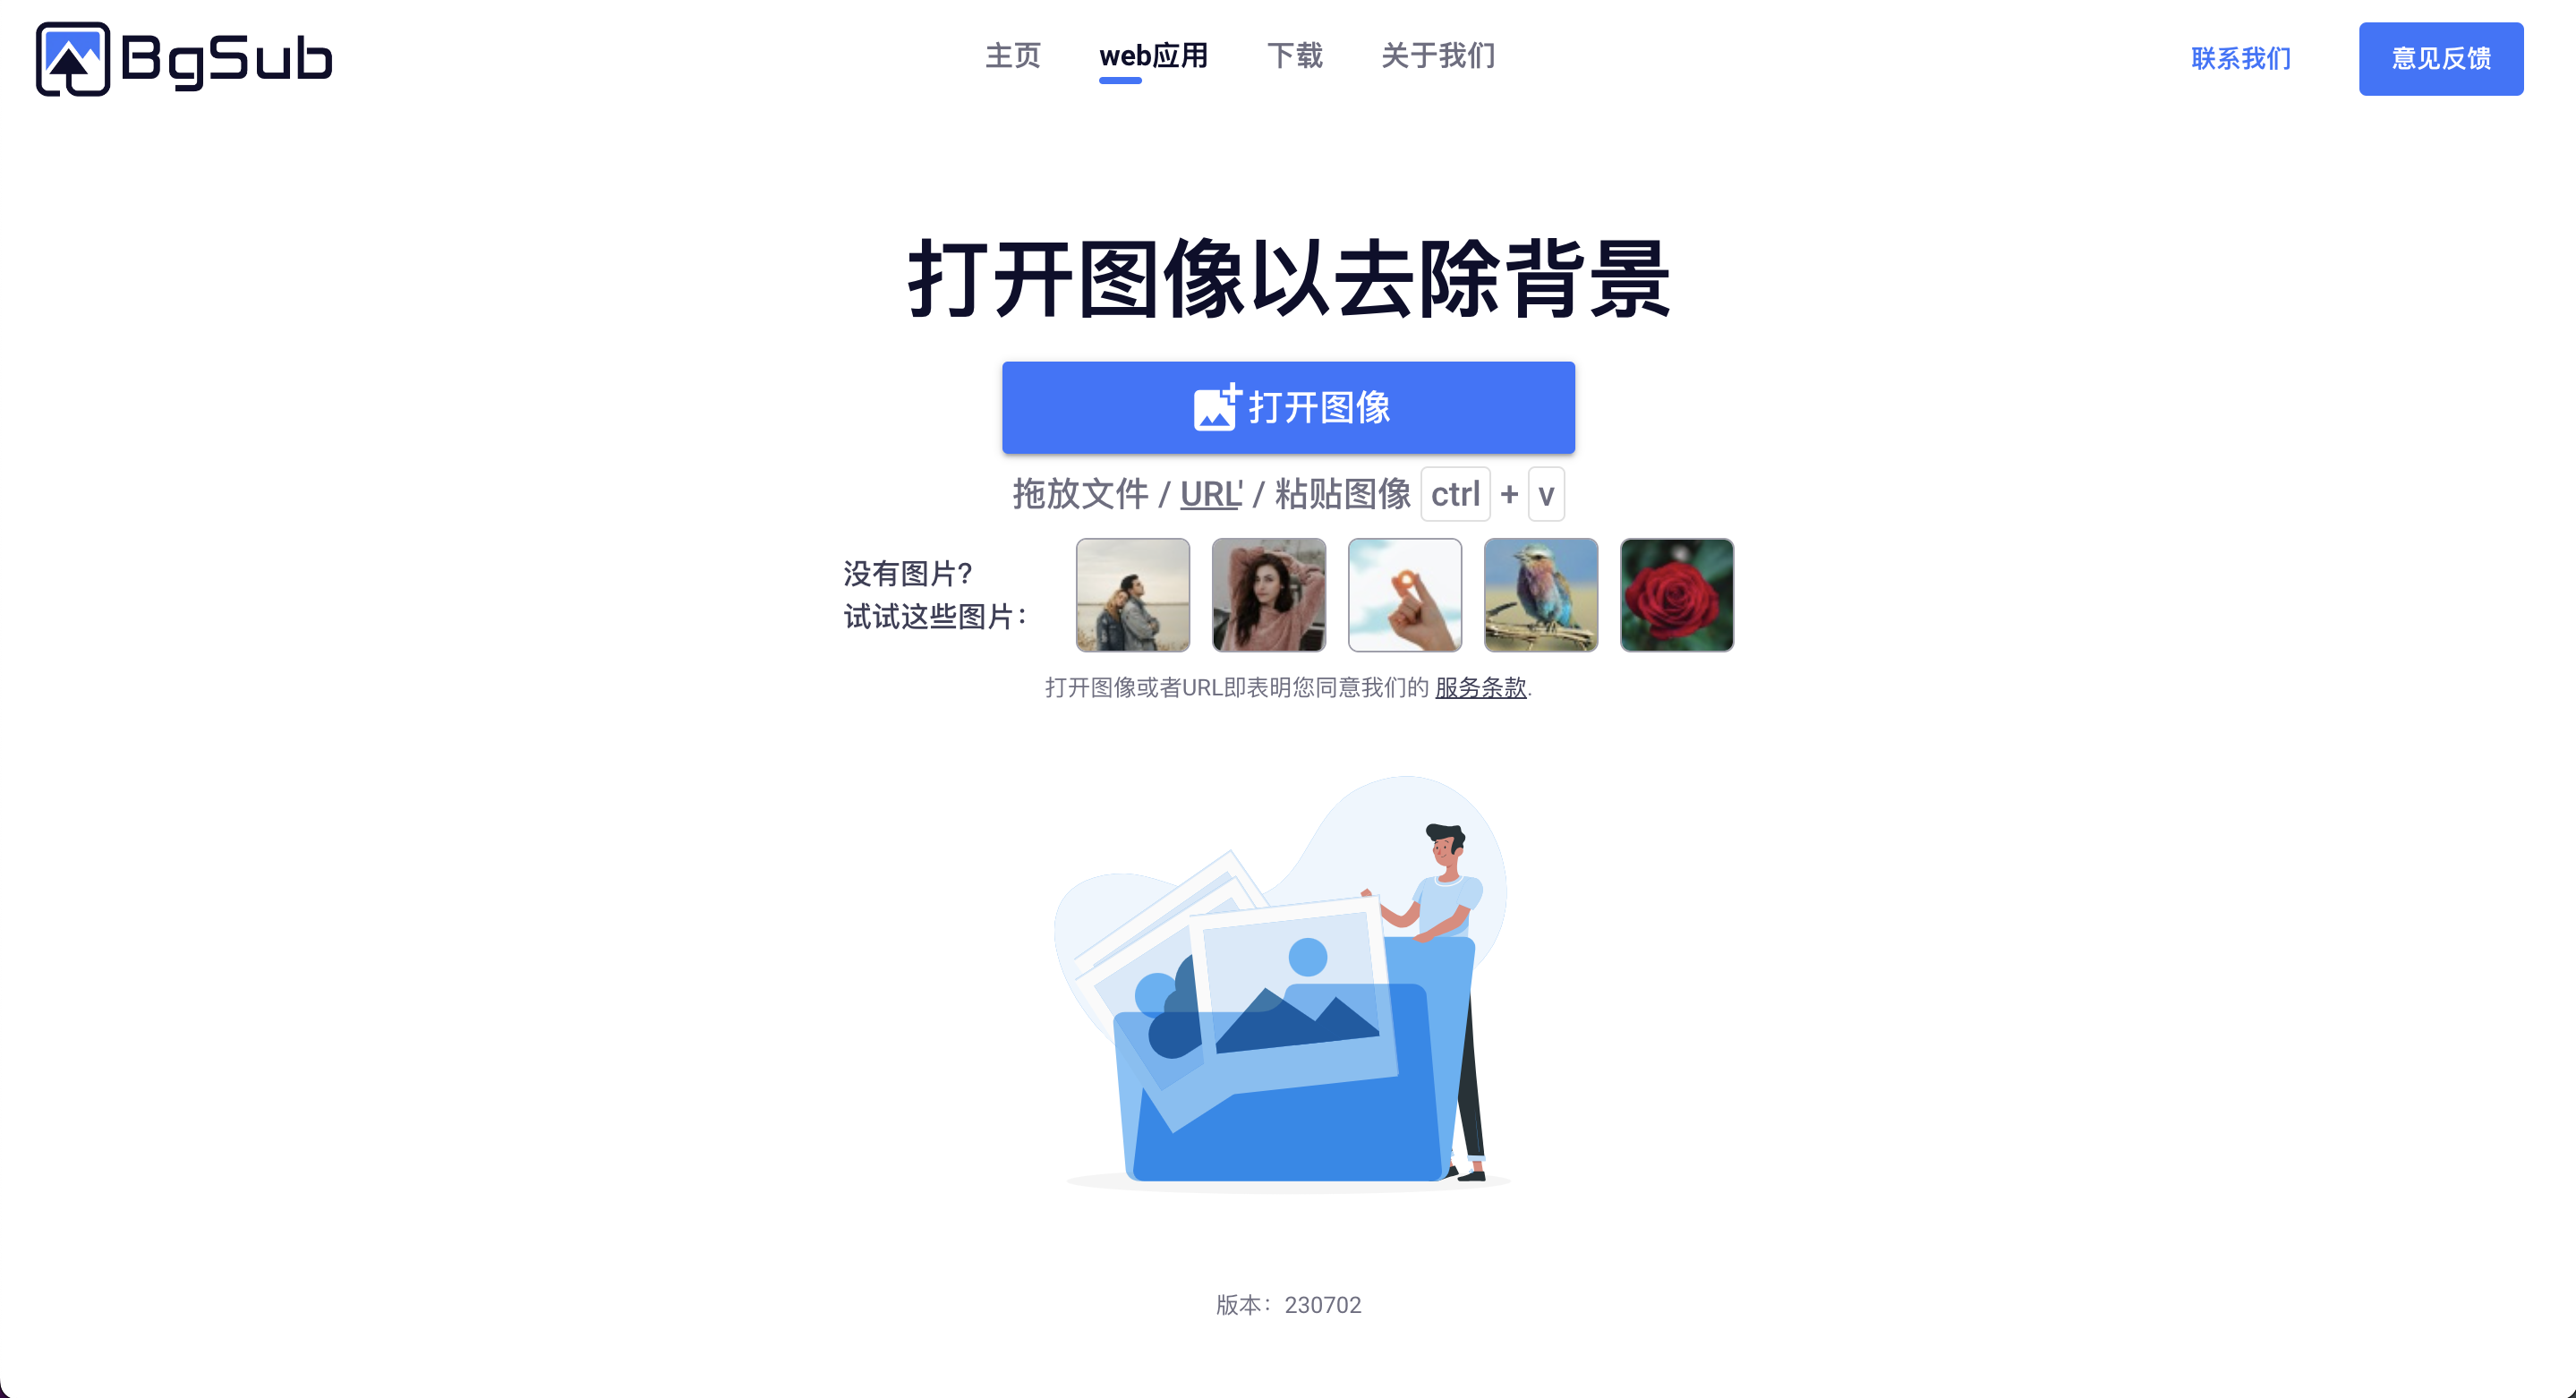 BgSub
主页 web应用 下载 关于我们 联系我们 意见反馈
打开图像以去除背景
打开图像
拖放文件 / URL' / 粘贴图像 ctrl + v
没有图片?
试试这些图片：
打开图像或者URL即表明您同意我们的 服务条款.
版本：230702